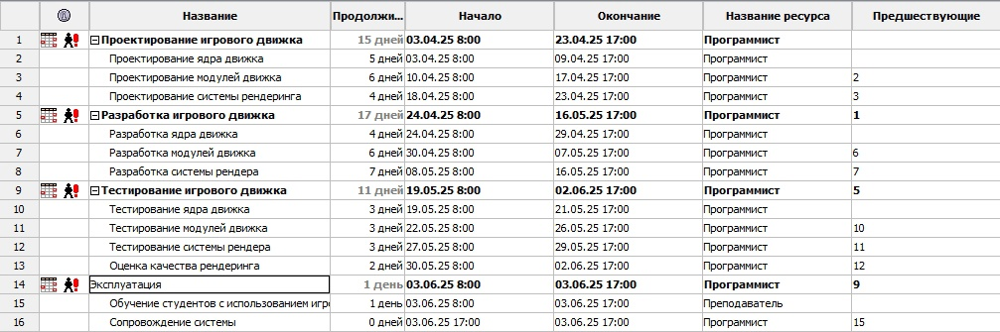 Название Продолжи... Начало Окончание Название ресурса Предшествующие
1 Проектирование игрового движка 15 дней 03.04.25 8:00 23.04.25 17:00 Программист
2 Проектирование ядра движка 5 дней 03.04.25 8:00 09.04.25 17:00 Программист
3 Проектирование модулей движка 6 дней 10.04.25 8:00 17.04.25 17:00 Программист 2
4 Проектирование системы рендеринга 4 дней 18.04.25 8:00 23.04.25 17:00 Программист 3
5 Разработка игрового движка 17 дней 24.04.25 8:00 16.05.25 17:00 Программист 1
6 Разработка ядра движка 4 дней 24.04.25 8:00 29.04.25 17:00 Программист
7 Разработка модулей движка 6 дней 30.04.25 8:00 07.05.25 17:00 Программист 6
8 Разработка системы рендера 7 дней 08.05.25 8:00 16.05.25 17:00 Программист 7
9 Тестирование игрового движка 11 дней 19.05.25 8:00 02.06.25 17:00 Программист 5
10 Тестирование ядра движка 3 дней 19.05.25 8:00 21.05.25 17:00 Программист
11 Тестирование модулей движка 3 дней 22.05.25 8:00 26.05.25 17:00 Программист 10
12 Тестирование системы рендера 3 дней 27.05.25 8:00 29.05.25 17:00 Программист 11
13 Оценка качества рендеринга 2 дней 30.05.25 8:00 02.06.25 17:00 Программист 12
14 Эксплуатация 1 день 03.06.25 8:00 03.06.25 17:00 Программист 9
15 Обучение студентов с использованием игро 1 день 03.06.25 8:00 03.06.25 17:00 Преподаватель
16 Сопровождение системы 0 дней 03.06.25 17:00 03.06.25 17:00 Программист 15